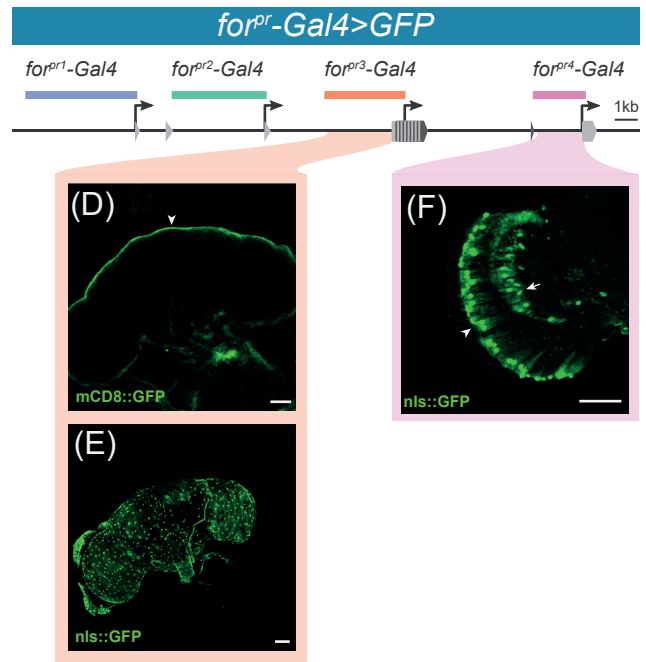 for^pr-Gal4>GFP
for^pr1-Gal4 for^pr2-Gal4 for^pr3-Gal4 for^pr4-Gal4
1kb
(D)
mCD8::GFP
(E)
nls::GFP
(F)
nls::GFP